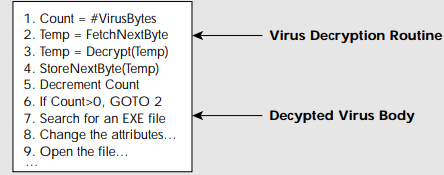 1. Count = #VirusBytes
2. Temp = FetchNextByte
3. Temp = Decrypt(Temp)
4. StoreNextByte(Temp)
5. Decrement Count
6. If Count>0, GOTO 2
7. Search for an EXE file
8. Change the attributes...
9. Open the file...
...
Virus Decryption Routine
Decypted Virus Body